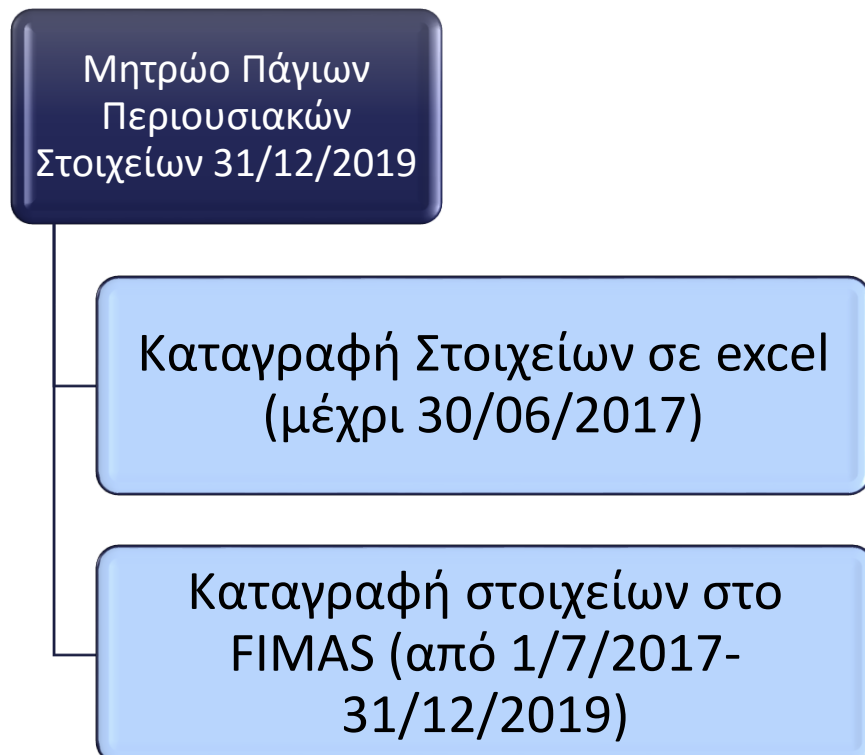 Μητρώο Πάγιων
Περιουσιακών
Στοιχείων 31/12/2019
Καταγραφή Στοιχείων σε excel
(μέχρι 30/06/2017)
Καταγραφή στοιχείων στο
FIMAS (από 1/7/2017-
31/12/2019)